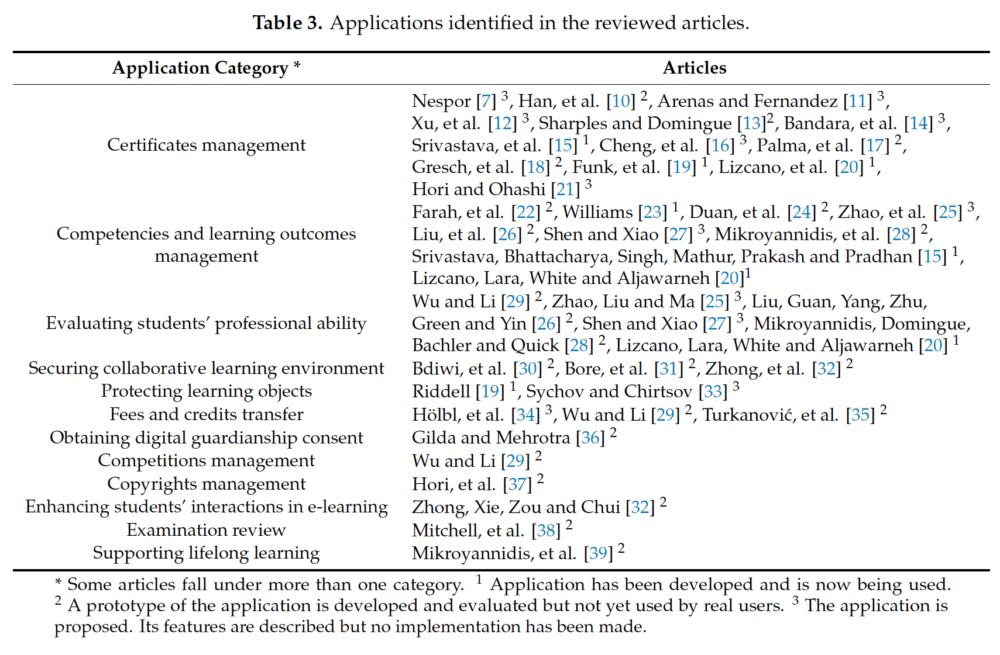 Table 3. Applications identified in the reviewed articles.
Application Category * Articles
Certificates management
Nespor [7] 3, Han, et al. [10] 2, Arenas and Fernandez [11] 3,
Xu, et al. [12] 3, Sharples and Domingue [13]2, Bandara, et al. [14] 3,
Srivastava, et al. [15] 1, Cheng, et al. [16] 3, Palma, et al. [17] 2,
Gresch, et al. [18] 2, Funk, et al. [19] 1, Lizcano, et al. [20] 1,
Hori and Ohashi [21] 3
Competencies and learning outcomes
management
Farah, et al. [22] 2, Williams [23] 1, Duan, et al. [24] 2, Zhao, et al. [25] 3,
Liu, et al. [26] 2, Shen and Xiao [27] 3, Mikroyannidis, et al. [28] 2,
Srivastava, Bhattacharya, Singh, Mathur, Prakash and Pradhan [15] 1,
Lizcano, Lara, White and Aljawarneh [20]1
Evaluating students’ professional ability
Wu and Li [29] 2, Zhao, Liu and Ma [25] 3, Liu, Guan, Yang, Zhu,
Green and Yin [26] 2, Shen and Xiao [27] 3, Mikroyannidis, Domingue,
Bachler and Quick [28] 2, Lizcano, Lara, White and Aljawarneh [20] 1
Securing collaborative learning environment Bdiwi, et al. [30] 2, Bore, et al. [31] 2, Zhong, et al. [32] 2
Protecting learning objects Riddell [19] 1, Sychov and Chirtsov [33] 3
Fees and credits transfer Hölbl, et al. [34] 3, Wu and Li [29] 2, Turkanović, et al. [35] 2
Obtaining digital guardianship consent Gilda and Mehrotra [36] 2
Competitions management Wu and Li [29] 2
Copyrights management Hori, et al. [37] 2
Enhancing students’ interactions in e-learning Zhong, Xie, Zou and Chui [32] 2
Examination review Mitchell, et al. [38] 2
Supporting lifelong learning Mikroyannidis, et al. [39] 2
* Some articles fall under more than one category. 1 Application has been developed and is now being used.
2 A prototype of the application is developed and evaluated but not yet used by real users. 3 The application is
proposed. Its features are described but no implementation has been made.